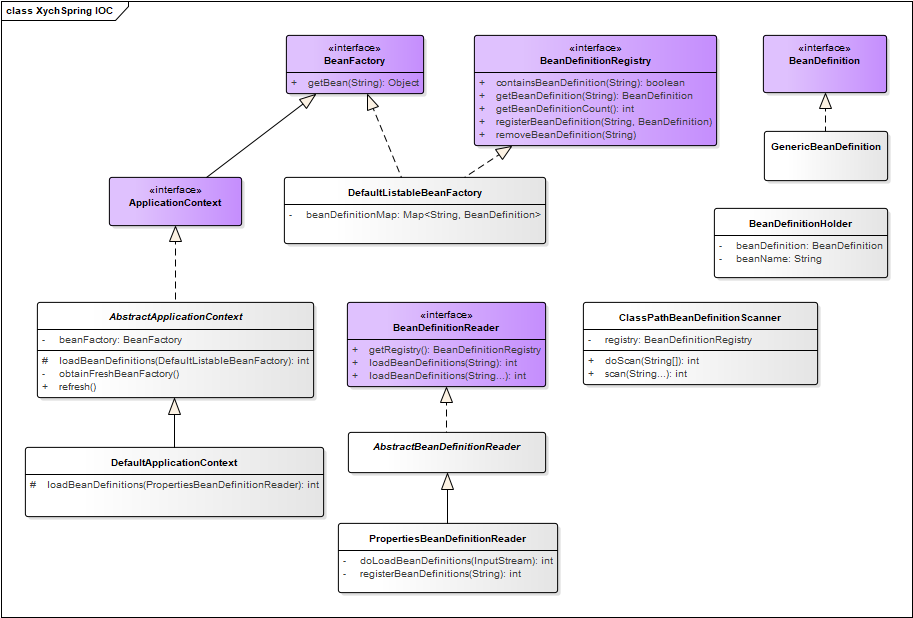 class XychSpring IOC
«interface»
BeanFactory
+ getBean(String): Object
«interface»
BeanDefinitionRegistry
+ containsBeanDefinition(String): boolean
+ getBeanDefinition(String): BeanDefinition
+ getBeanDefinitionCount(): int
+ registerBeanDefinition(String, BeanDefinition)
+ removeBeanDefinition(String)
«interface»
BeanDefinition
GenericBeanDefinition
«interface»
ApplicationContext
DefaultListableBeanFactory
- beanDefinitionMap: Map<String, BeanDefinition>
BeanDefinitionHolder
- beanDefinition: BeanDefinition
- beanName: String
AbstractApplicationContext
- beanFactory: BeanFactory
# loadBeanDefinitions(DefaultListableBeanFactory): int
- obtainFreshBeanFactory()
+ refresh()
«interface»
BeanDefinitionReader
+ getRegistry(): BeanDefinitionRegistry
+ loadBeanDefinitions(String): int
+ loadBeanDefinitions(String...): int
ClassPathBeanDefinitionScanner
- registry: BeanDefinitionRegistry
+ doScan(String[]): int
+ scan(String...): int
DefaultApplicationContext
# loadBeanDefinitions(PropertiesBeanDefinitionReader): int
AbstractBeanDefinitionReader
PropertiesBeanDefinitionReader
- doLoadBeanDefinitions(InputStream): int
- registerBeanDefinitions(String): int